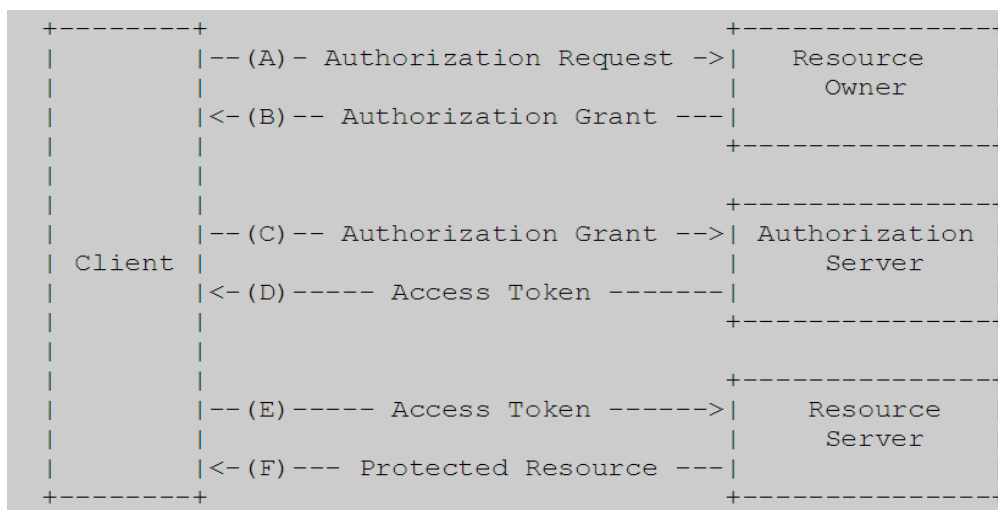 +--------+                               +---------------
|        |--(A)- Authorization Request ->|   Resource
|        |                               |     Owner
|        |<-(B)-- Authorization Grant ---|
|        |                               +---------------
|        |
|        |                               +---------------
|        |--(C)-- Authorization Grant -->| Authorization
| Client |                               |     Server
|        |<-(D)----- Access Token -------|
|        |                               +---------------
|        |
|        |                               +---------------
|        |--(E)----- Access Token ------>|    Resource
|        |                               |     Server
|        |<-(F)--- Protected Resource ---|
+--------+                               +---------------